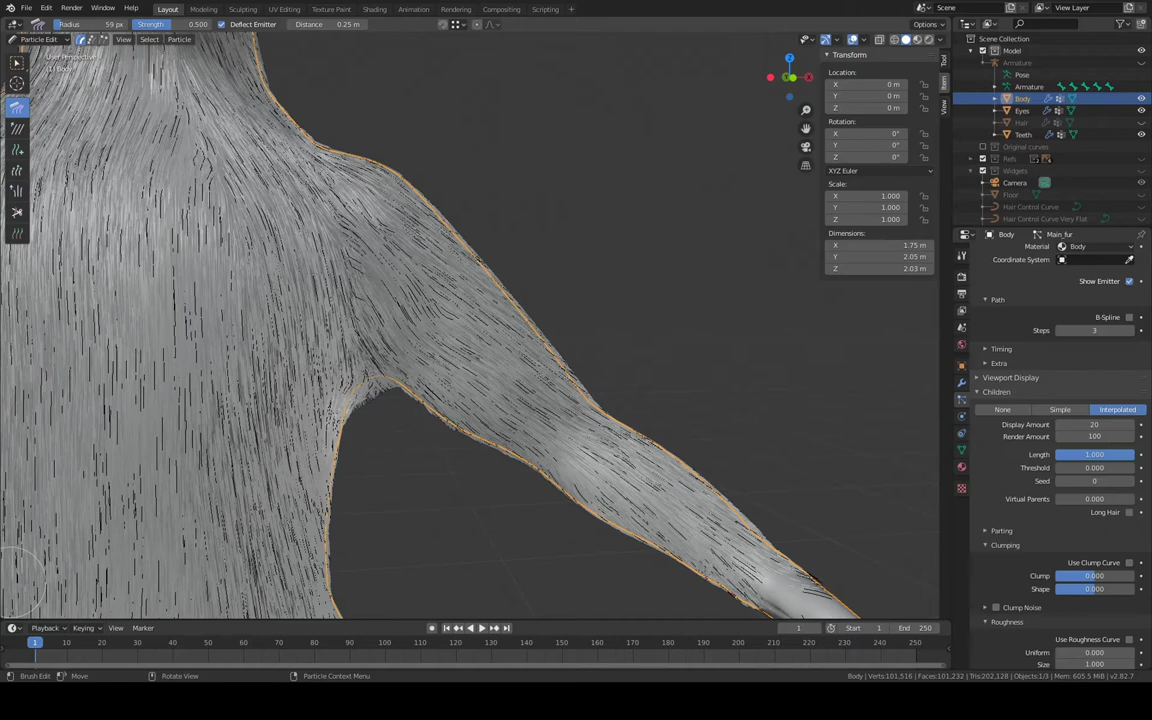 File Edit Render Window Help Layout Modeling Sculpting UV Editing Texture Paint Shading Animation Rendering Compositing Scripting + Scene View Layer
Radius 59 px Strength 0.500 Deflect Emitter Distance 0.25 m Options
Particle Edit View Select Particle
User Perspective
(1) Body
Z
X
Y
Transform
Location:
X 0 m
Y 0 m
Z 0 m
Rotation:
X 0°
Y 0°
Z 0°
XYZ Euler
Scale:
X 1.000
Y 1.000
Z 1.000
Dimensions:
X 1.75 m
Y 2.05 m
Z 2.03 m
Tool
Item
View
Scene Collection
Model
Armature
Pose
Armature
Body
Eyes
Hair
Teeth
Original curves
Refs
Widgets
Camera
Floor
Hair Control Curve
Hair Control Curve Very Flat
Body Main_fur
Material Body
Coordinate System
Show Emitter
Path
B-Spline
Steps 3
Timing
Extra
Viewport Display
Children
None Simple Interpolated
Display Amount 20
Render Amount 100
Length 1.000
Threshold 0.000
Seed 0
Virtual Parents 0.000
Long Hair
Parting
Clumping
Use Clump Curve
Clump 0.000
Shape 0.000
Clump Noise
Roughness
Use Roughness Curve
Uniform 0.000
Size 1.000
Playback Keying View Marker 1 Start 1 End 250
1 10 20 30 40 50 60 70 80 90 100 110 120 130 140 150 160 170 180 190 200 210 220 230 240 250
Brush Edit Move Rotate View Particle Context Menu Body | Verts:101,516 | Faces:101,232 | Tris:202,128 | Objects:1/3 | Mem: 605.5 MiB | v2.82.7